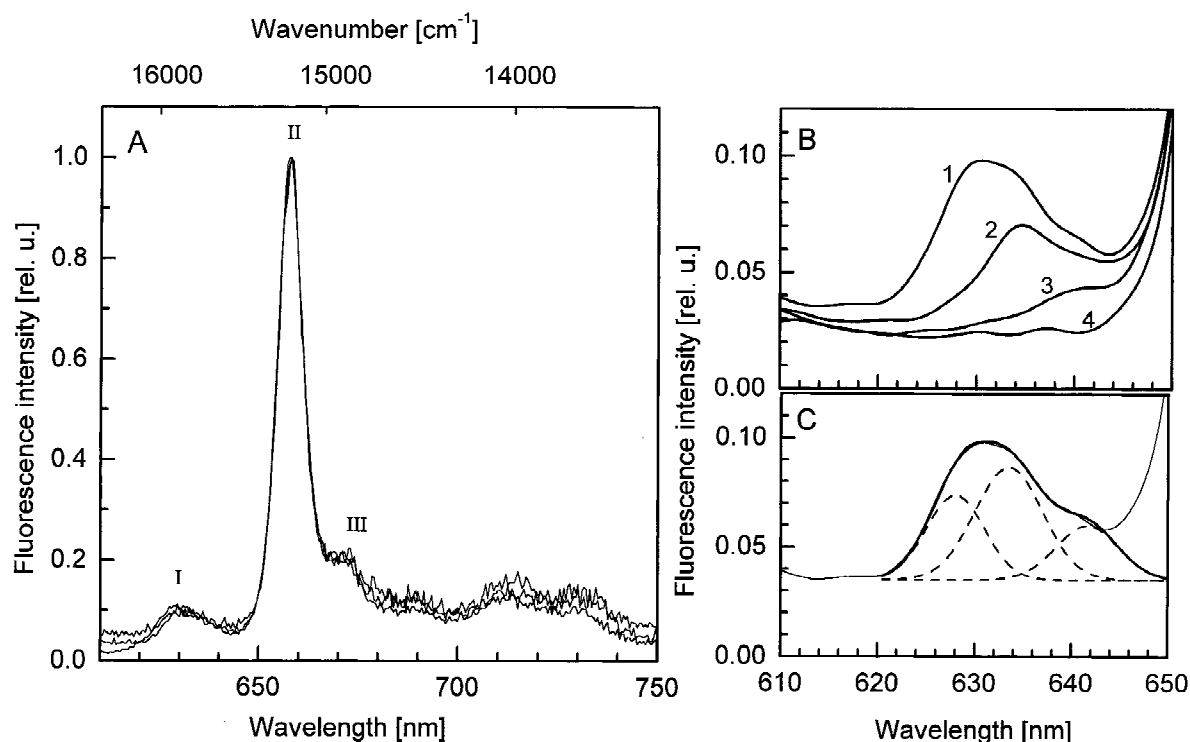 Wavenumber [cm-1]
16000 15000 14000
A
I
II
III
1.0
0.8
0.6
0.4
0.2
0.0
Fluorescence intensity [rel. u.]
650 700 750
Wavelength [nm]
B
1
2
3
4
0.10
0.05
0.00
C
0.10
0.05
0.00
Fluorescence intensity [rel. u.]
610 620 630 640 650
Wavelength [nm]